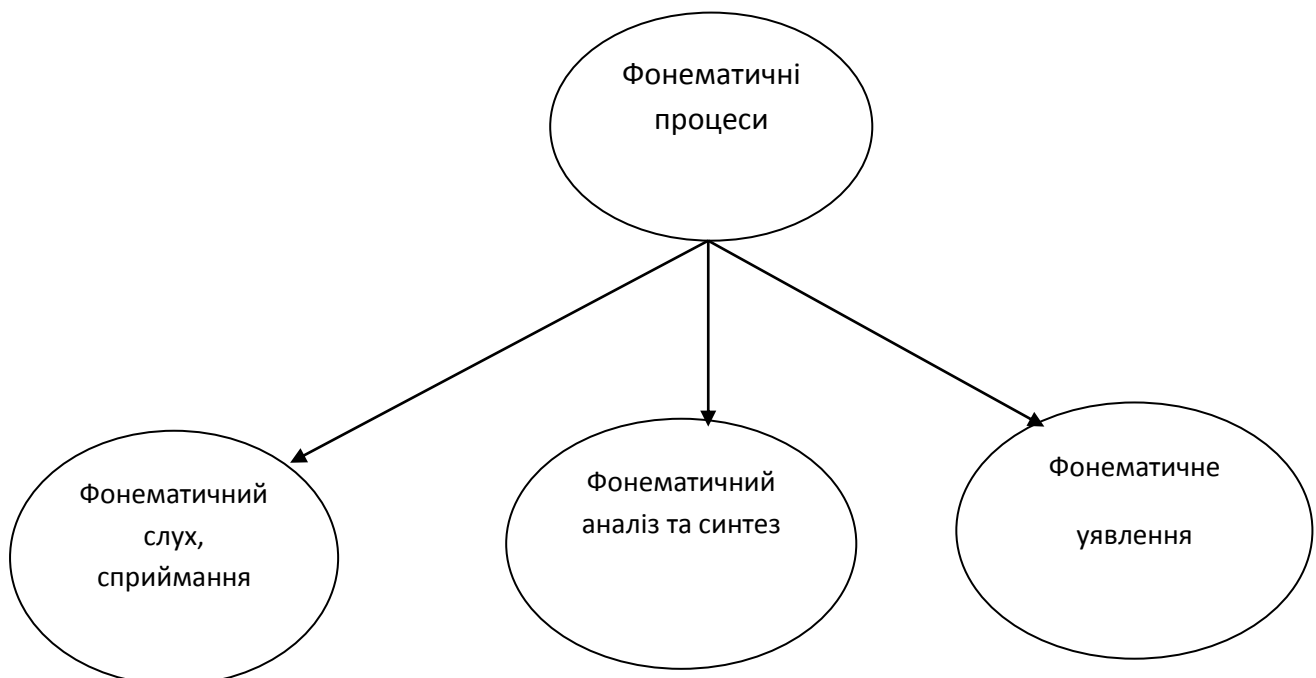 Фонематичні
процеси
Фонематичний
слух,
сприймання
Фонематичний
аналіз та синтез
Фонематичне
уявлення